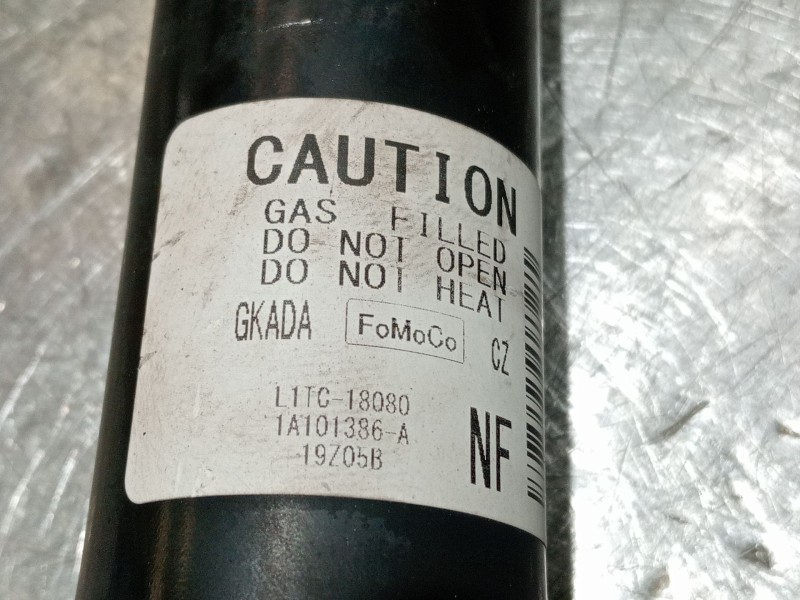 CAUTION
GAS FILLED
DO NOT OPEN
DO NOT HEAT
GKADA FoMoCo CZ
L1TC-18080
1A101386-A
19Z05B
NF